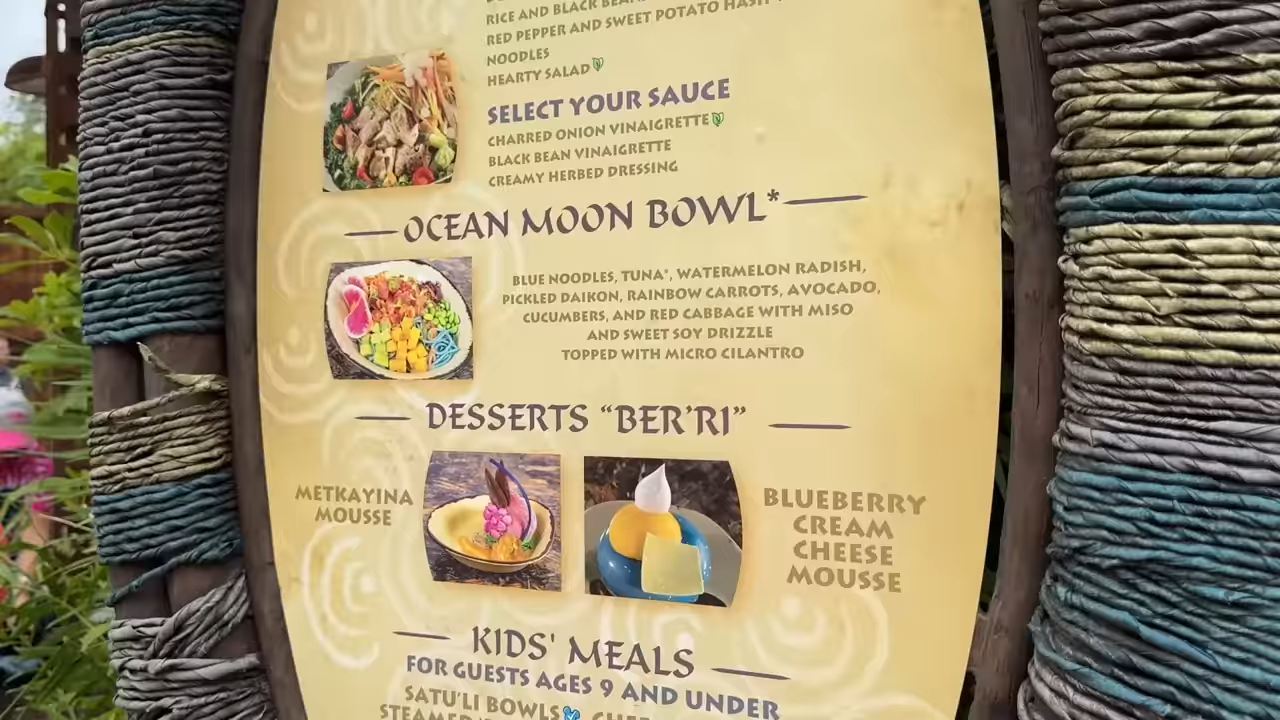 RICE AND BLACK BEANS
RED PEPPER AND SWEET POTATO HASH
NOODLES
HEARTY SALAD
SELECT YOUR SAUCE
CHARRED ONION VINAIGRETTE
BLACK BEAN VINAIGRETTE
CREAMY HERBED DRESSING
OCEAN MOON BOWL*
BLUE NOODLES, TUNA*, WATERMELON RADISH,
PICKLED DAIKON, RAINBOW CARROTS, AVOCADO,
CUCUMBERS, AND RED CABBAGE WITH MISO
AND SWEET SOY DRIZZLE
TOPPED WITH MICRO CILANTRO
DESSERTS “BER’RI”
METKAYINA
MOUSSE
BLUEBERRY
CREAM
CHEESE
MOUSSE
KIDS' MEALS
FOR GUESTS AGES 9 AND UNDER
SATU'LI BOWLS
STEAMED